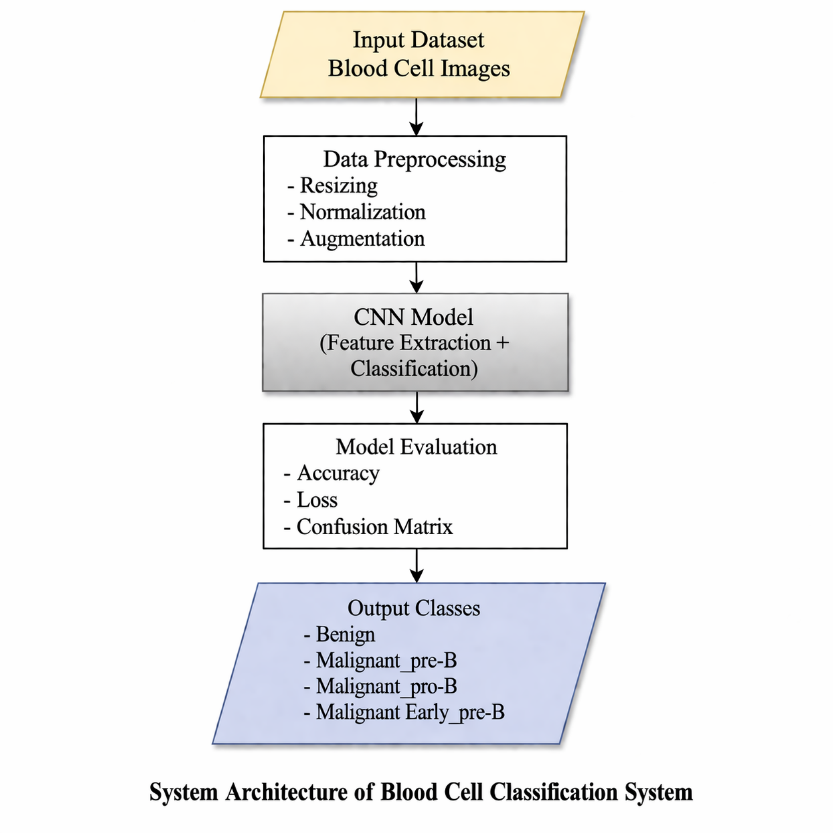 Input Dataset
Blood Cell Images
Data Preprocessing
- Resizing
- Normalization
- Augmentation
CNN Model
(Feature Extraction +
Classification)
Model Evaluation
- Accuracy
- Loss
- Confusion Matrix
Output Classes
- Benign
- Malignant_pre-B
- Malignant_pro-B
- Malignant Early_pre-B
System Architecture of Blood Cell Classification System